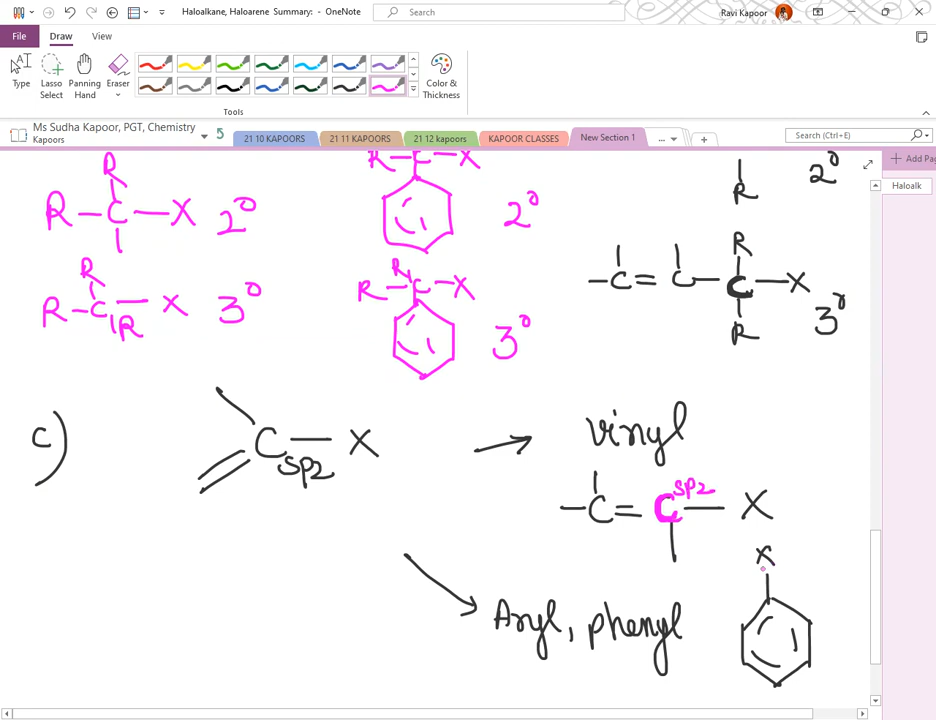 Haloalkane, Haloarene Summary: - OneNote
Search
Ravi Kapoor
File
Draw
View
Type
Lasso Select
Panning Hand
Eraser
Color & Thickness
Tools
Ms Sudha Kapoor, PGT, Chemistry
Kapoors
21 10 KAPOORS
21 11 KAPOORS
21 12 kapoors
KAPOOR CLASSES
New Section 1
...
Search (Ctrl+E)
Add Pag
Haloalk
R
R-C-X 2°
R-C-X
2°
R
2°
R
R-C-X 3°
R
R
R-C-X
3°
R
-C=C-C-X
R
3°
C)
C-X
sp2
vinyl
sp2
-C=C-X
Aryl, phenyl
X